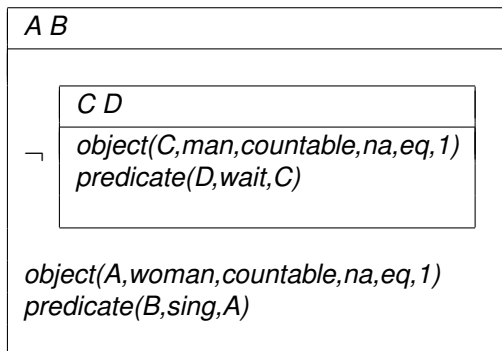 A B
C D
¬
object(C,man,countable,na,eq,1)
predicate(D,wait,C)
object(A,woman,countable,na,eq,1)
predicate(B,sing,A)